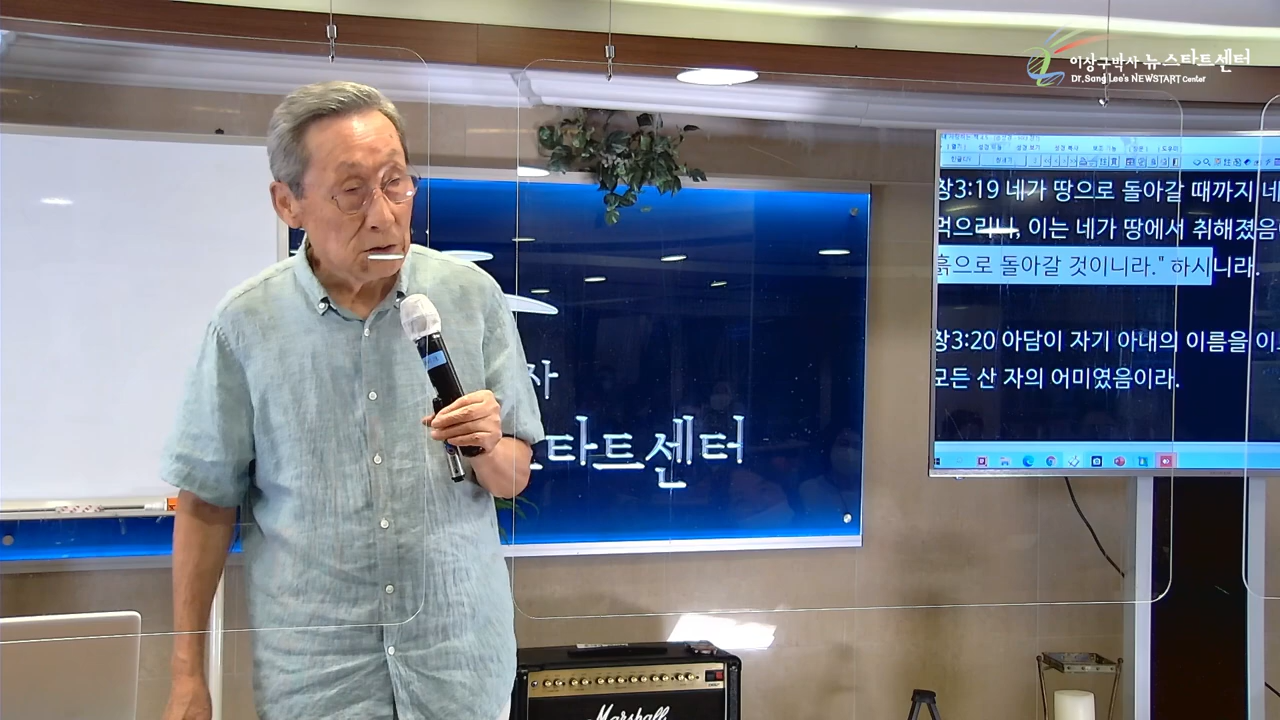 이상구박사 뉴스타트센터
Dr. Sang Lee's NEWSTART Center
창3:19 네가 땅으로 돌아갈 때까지 네
먹으리니, 이는 네가 땅에서 취해졌음
흙으로 돌아갈 것이니라." 하시니라.
창3:20 아담이 자기 아내의 이름을 이
모든 산 자의 어미였음이라.
타트센터
Marshall